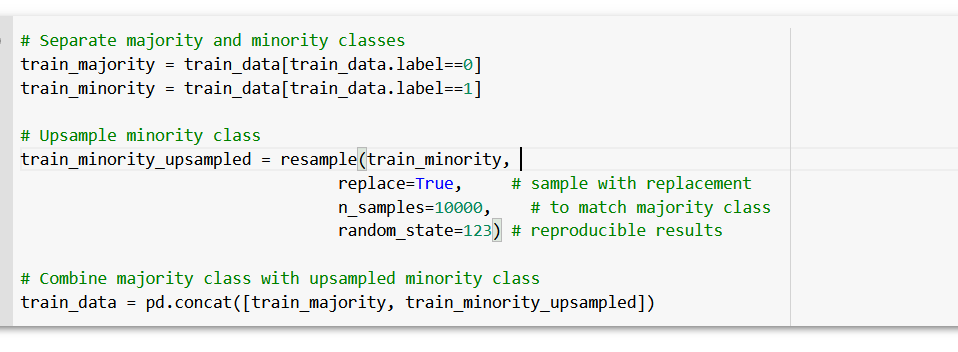 # Separate majority and minority classes
train_majority = train_data[train_data.label==0]
train_minority = train_data[train_data.label==1]
# Upsample minority class
train_minority_upsampled = resample(train_minority,
replace=True,     # sample with replacement
n_samples=10000,    # to match majority class
random_state=123) # reproducible results
# Combine majority class with upsampled minority class
train_data = pd.concat([train_majority, train_minority_upsampled])